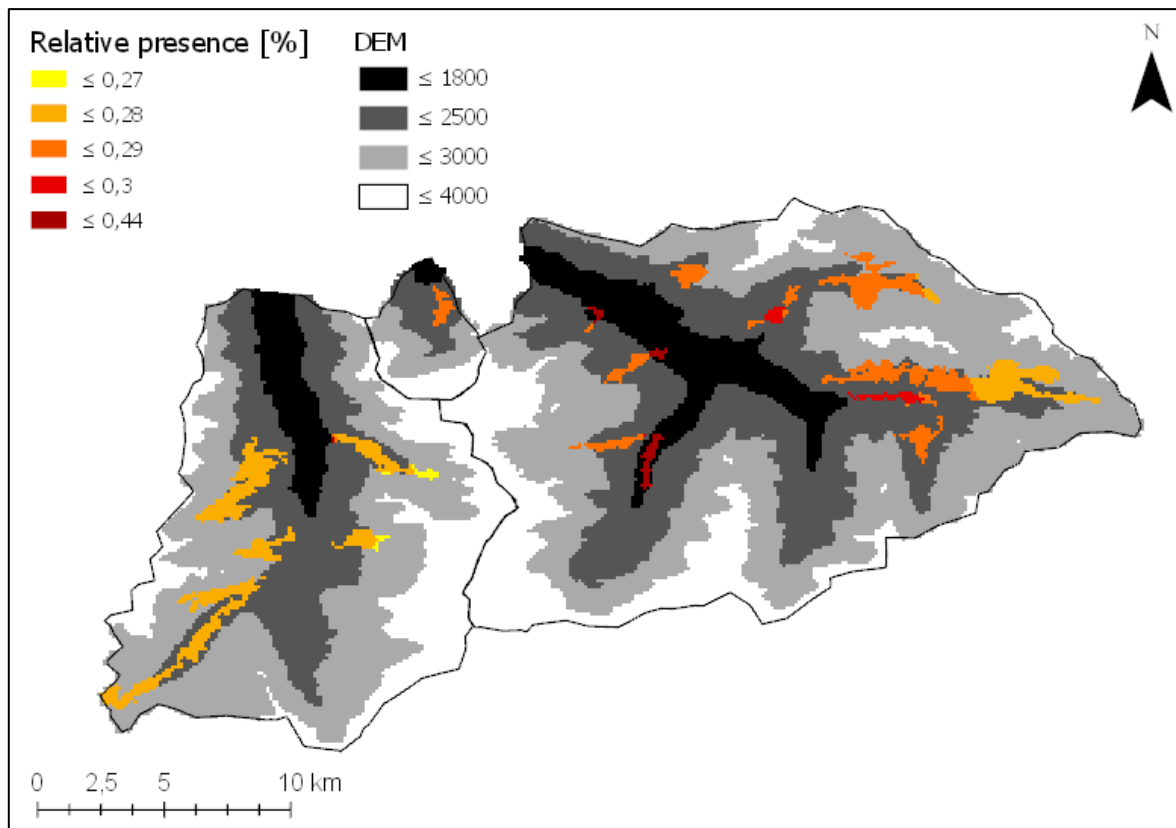 Relative presence [%]
≤ 0,27
≤ 0,28
≤ 0,29
≤ 0,3
≤ 0,44
DEM
≤ 1800
≤ 2500
≤ 3000
≤ 4000
N
0 2,5 5 10 km